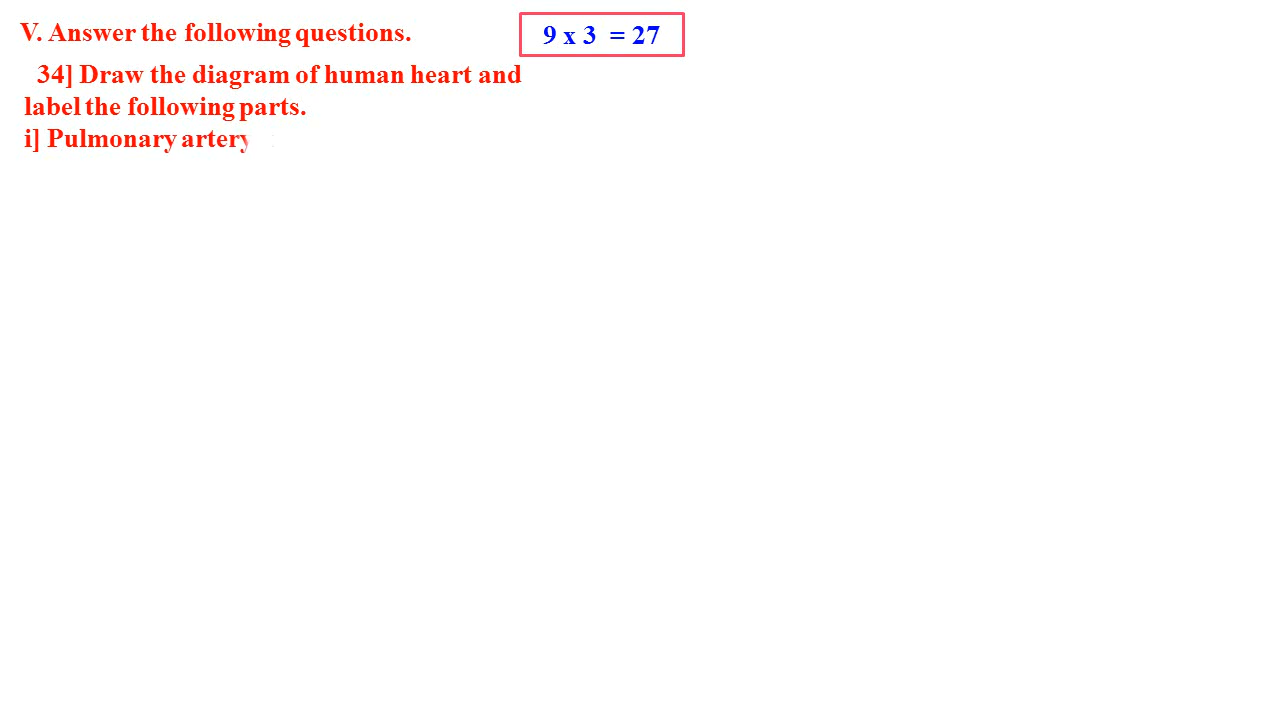 V. Answer the following questions.
9 x 3 = 27
34] Draw the diagram of human heart and
label the following parts.
i] Pulmonary artery